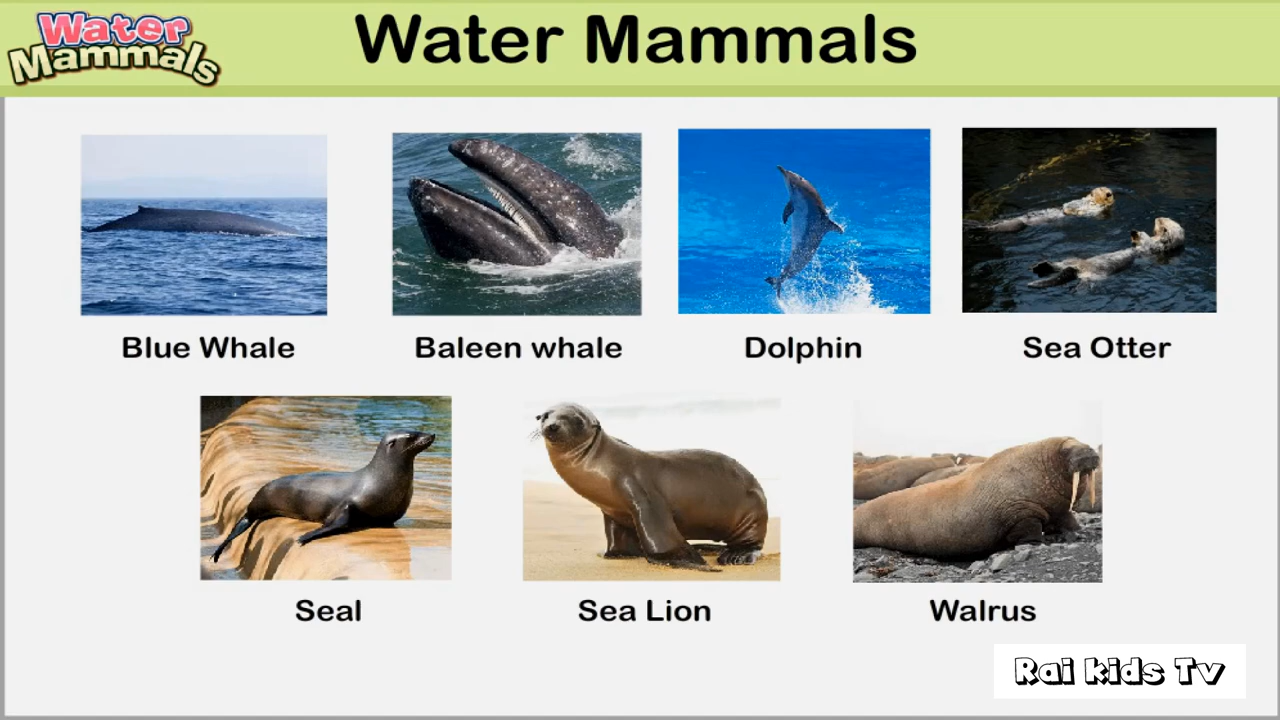 Water
Mammals
Water Mammals
Blue Whale
Baleen whale
Dolphin
Sea Otter
Seal
Sea Lion
Walrus
Rai Kids Tv